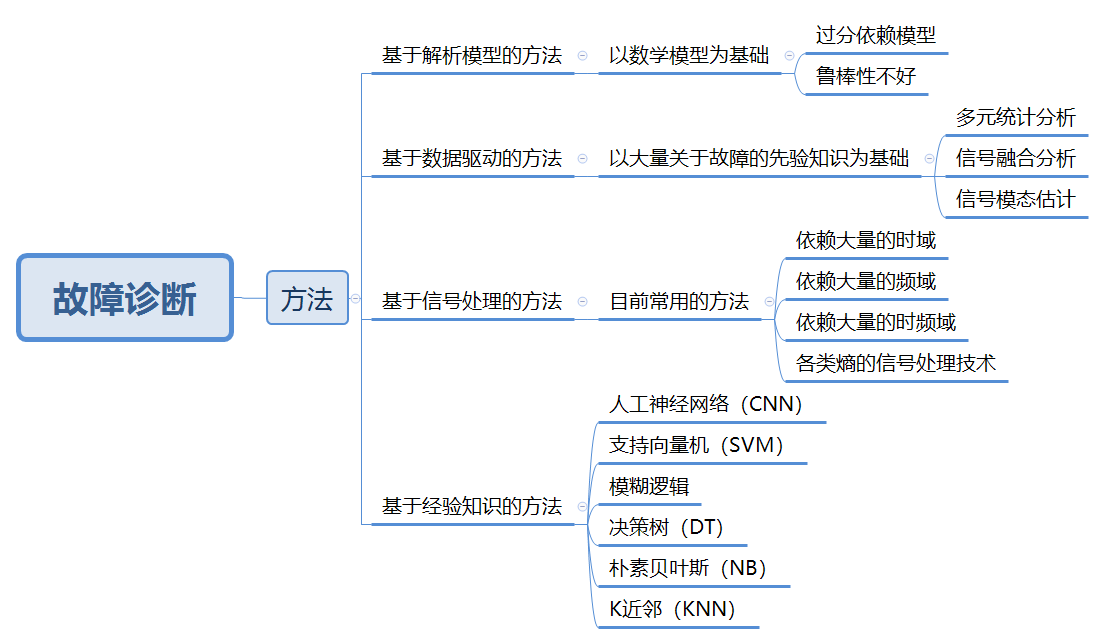 故障诊断
方法
基于解析模型的方法
以数学模型为基础
过分依赖模型
鲁棒性不好
基于数据驱动的方法
以大量关于故障的先验知识为基础
多元统计分析
信号融合分析
信号模态估计
基于信号处理的方法
目前常用的方法
依赖大量的时域
依赖大量的频域
依赖大量的时频域
各类熵的信号处理技术
基于经验知识的方法
人工神经网络（CNN）
支持向量机（SVM）
模糊逻辑
决策树（DT）
朴素贝叶斯（NB）
K近邻（KNN）